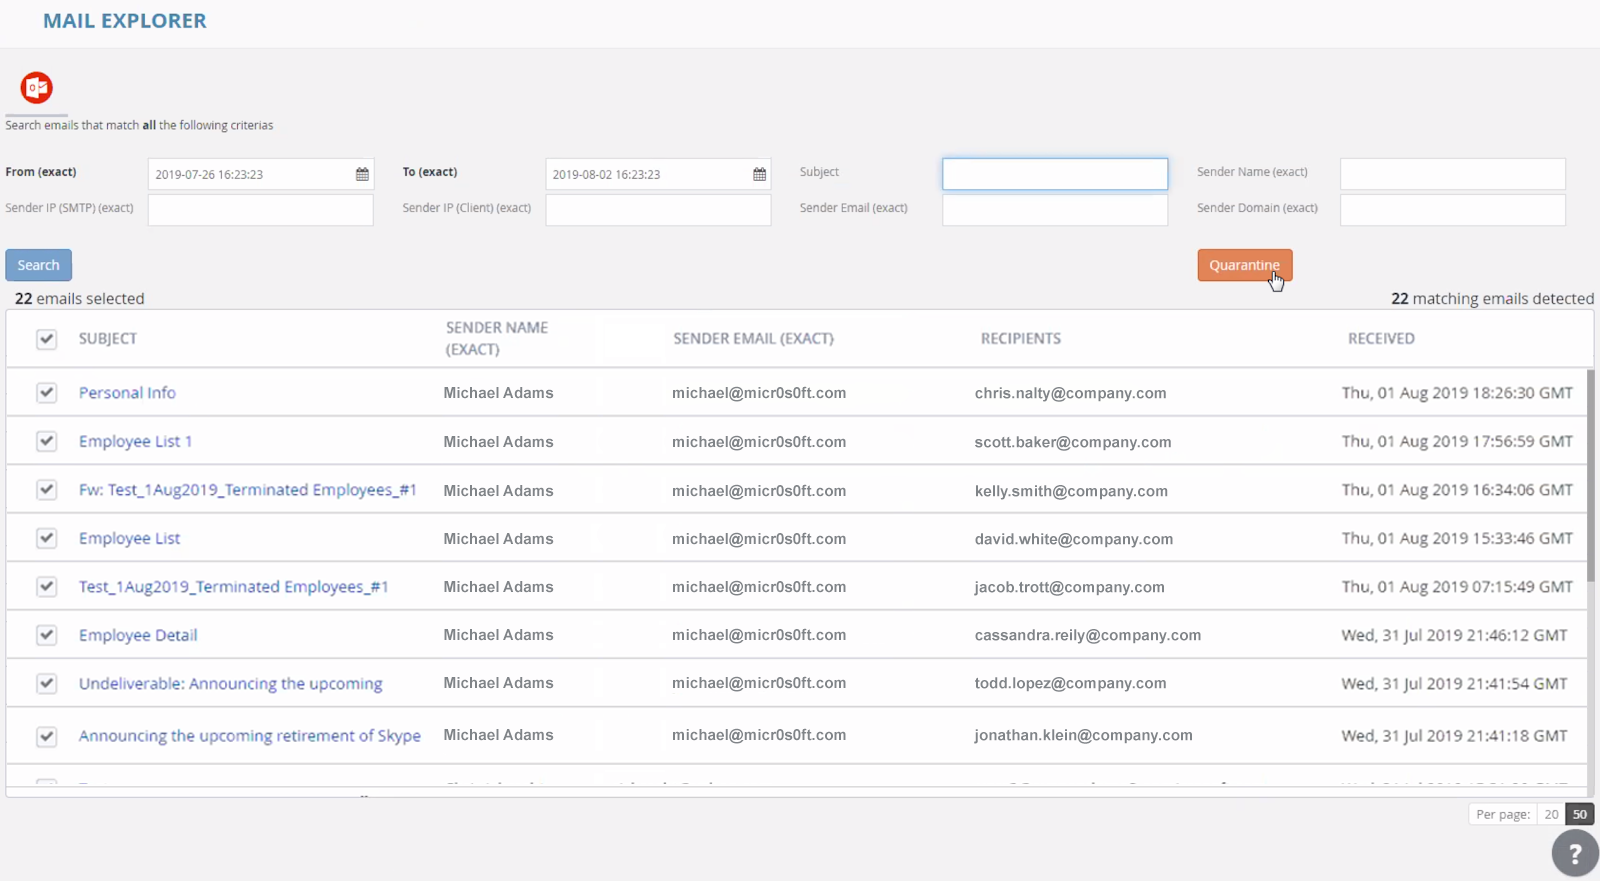 MAIL EXPLORER
Search emails that match all the following criterias
From (exact) 2019-07-26 16:23:23 To (exact) 2019-08-02 16:23:23 Subject Sender Name (exact)
Sender IP (SMTP) (exact) Sender IP (Client) (exact) Sender Email (exact) Sender Domain (exact)
Search Quarantine
22 emails selected 22 matching emails detected
SUBJECT SENDER NAME (EXACT) SENDER EMAIL (EXACT) RECIPIENTS RECEIVED
Personal Info Michael Adams michael@micr0s0ft.com chris.nalty@company.com Thu, 01 Aug 2019 18:26:30 GMT
Employee List 1 Michael Adams michael@micr0s0ft.com scott.baker@company.com Thu, 01 Aug 2019 17:56:59 GMT
Fw: Test_1Aug2019_Terminated Employees_#1 Michael Adams michael@micr0s0ft.com kelly.smith@company.com Thu, 01 Aug 2019 16:34:06 GMT
Employee List Michael Adams michael@micr0s0ft.com david.white@company.com Thu, 01 Aug 2019 15:33:46 GMT
Test_1Aug2019_Terminated Employees_#1 Michael Adams michael@micr0s0ft.com jacob.trott@company.com Thu, 01 Aug 2019 07:15:49 GMT
Employee Detail Michael Adams michael@micr0s0ft.com cassandra.reily@company.com Wed, 31 Jul 2019 21:46:12 GMT
Undeliverable: Announcing the upcoming Michael Adams michael@micr0s0ft.com todd.lopez@company.com Wed, 31 Jul 2019 21:41:54 GMT
Announcing the upcoming retirement of Skype Michael Adams michael@micr0s0ft.com jonathan.klein@company.com Wed, 31 Jul 2019 21:41:18 GMT
Per page: 20 50
?